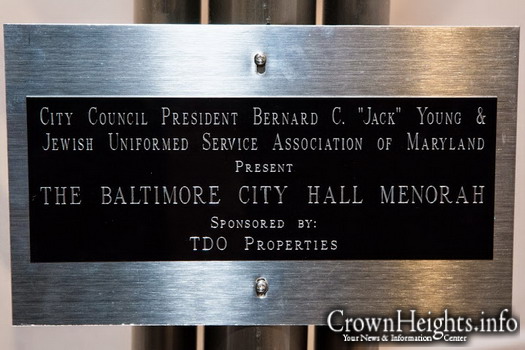 City Council President Bernard C. "Jack" Young &
Jewish Uniformed Service Association of Maryland
Present
The Baltimore City Hall Menorah
Sponsored by:
TDO Properties
CrownHeights.info
Your News & Information Center